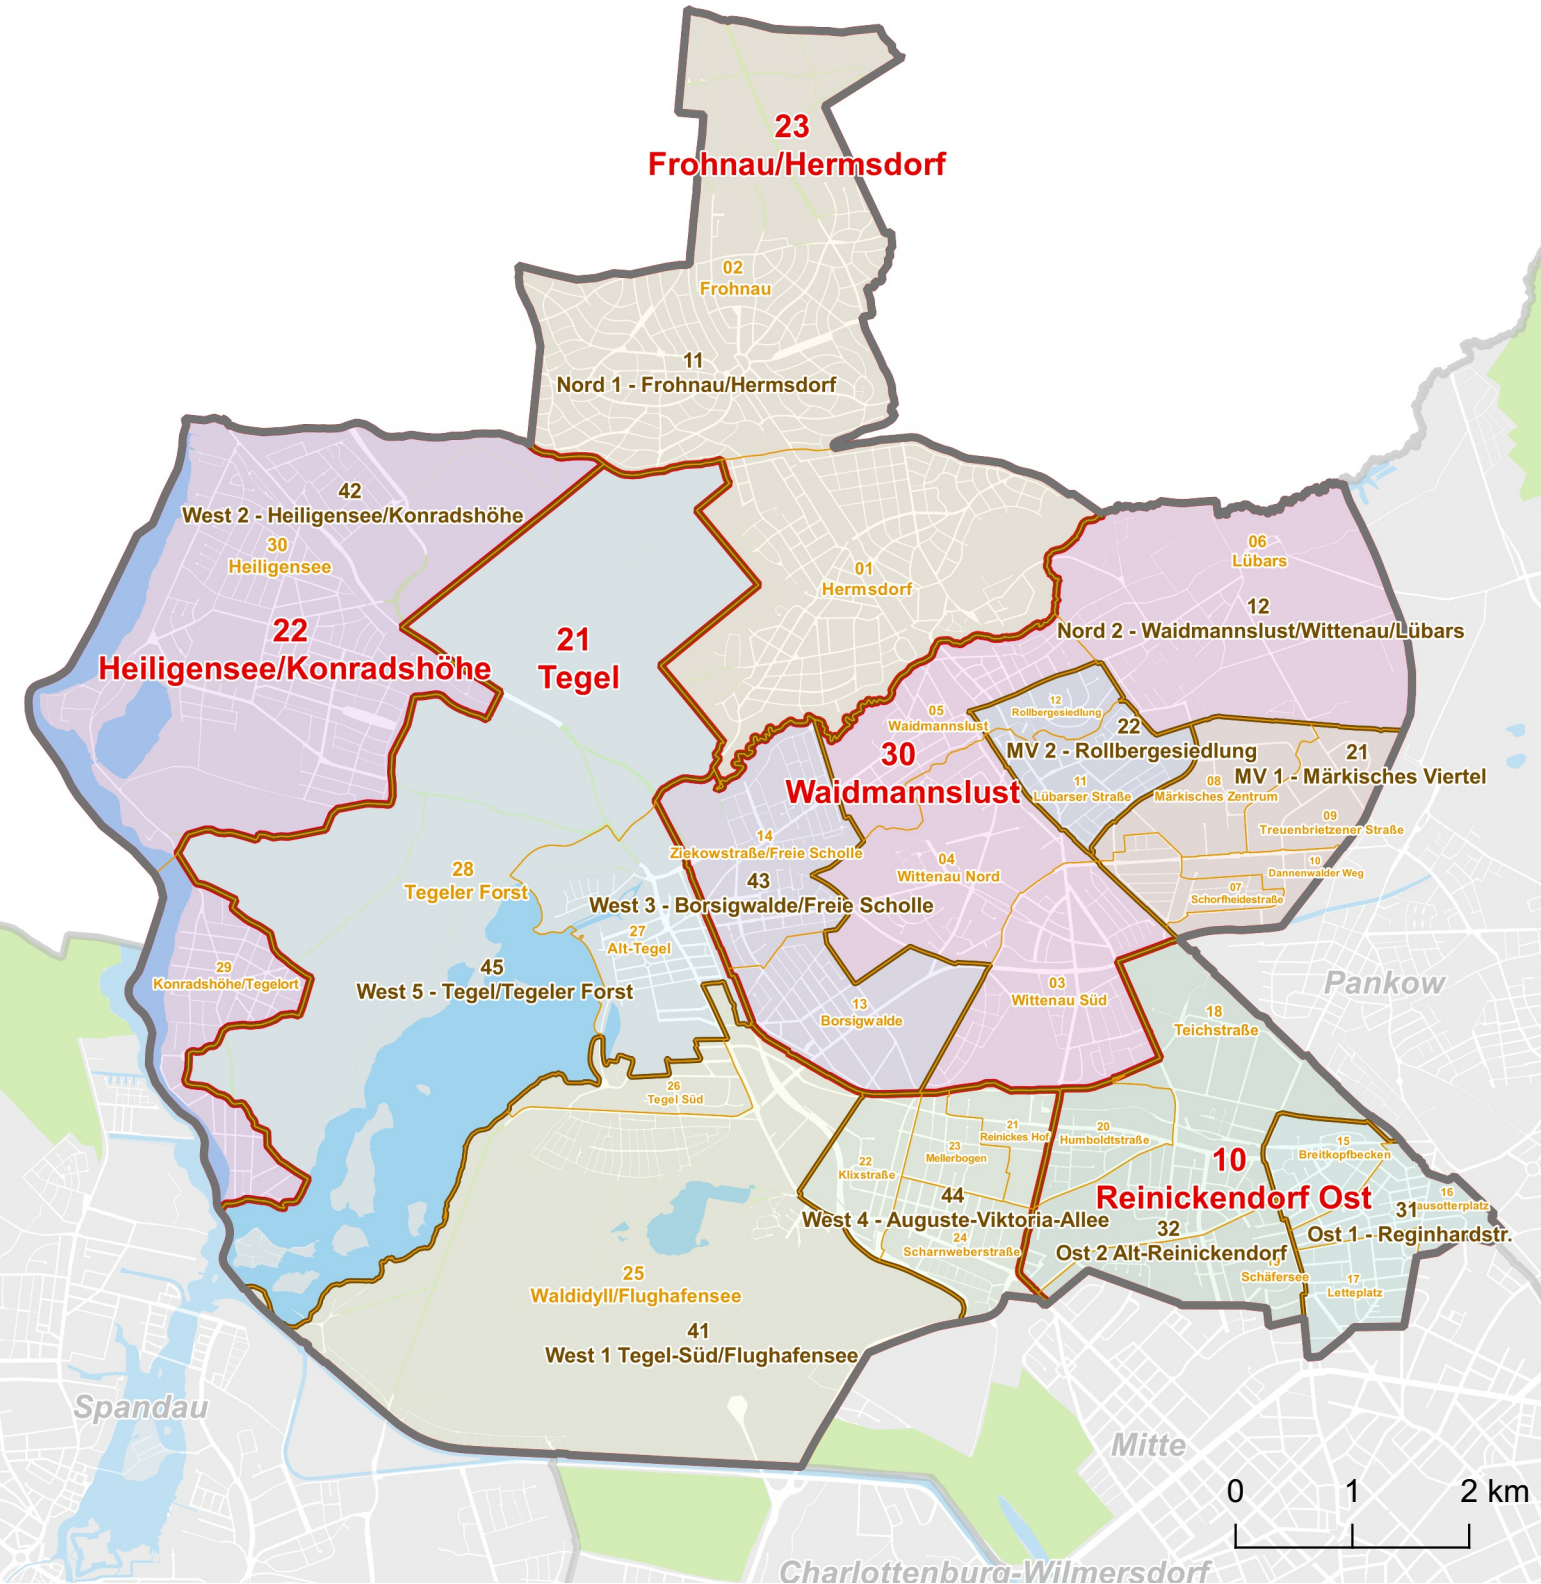 23
Frohnau/Hermsdorf
02
Frohnau
11
Nord 1 - Frohnau/Hermsdorf
42
West 2 - Heiligensee/Konradshöhe
30
Heiligensee
22
Heiligensee/Konradshöhe
21
Tegel
01
Hermsdorf
06
Lübars
12
Nord 2 - Waidmannslust/Wittenau/Lübars
05
Waidmannslust
12
Rollbergesiedlung
22
MV 2 - Rollbergesiedlung
21
MV 1 - Märkisches Viertel
30
Waidmannslust
11
Lübarser Straße
08
Märkisches Zentrum
09
Treuenbrietzener Straße
10
Dannenwalder Weg
07
Schorfheidestraße
14
Ziekowstraße/Freie Scholle
04
Wittenau Nord
43
West 3 - Borsigwalde/Freie Scholle
28
Tegeler Forst
27
Alt-Tegel
29
Konradshöhe/Tegelort
45
West 5 - Tegel/Tegeler Forst
13
Borsigwalde
03
Wittenau Süd
18
Teichstraße
Pankow
26
Tegel Süd
21
Reinickes Hof
20
Humboldtstraße
23
Mellerbogen
22
Klixstraße
15
Breitkopfbecken
10
Reinickendorf Ost
16
ausotterplatz
44
West 4 - Auguste-Viktoria-Allee
31
Ost 1 - Reginhardstr.
32
Ost 2 Alt-Reinickendorf
24
Scharnweberstraße
19
Schäfersee
17
Letteplatz
25
Waldidyll/Flughafensee
41
West 1 Tegel-Süd/Flughafensee
Spandau
Mitte
0 1 2 km
Charlottenburg-Wilmersdorf